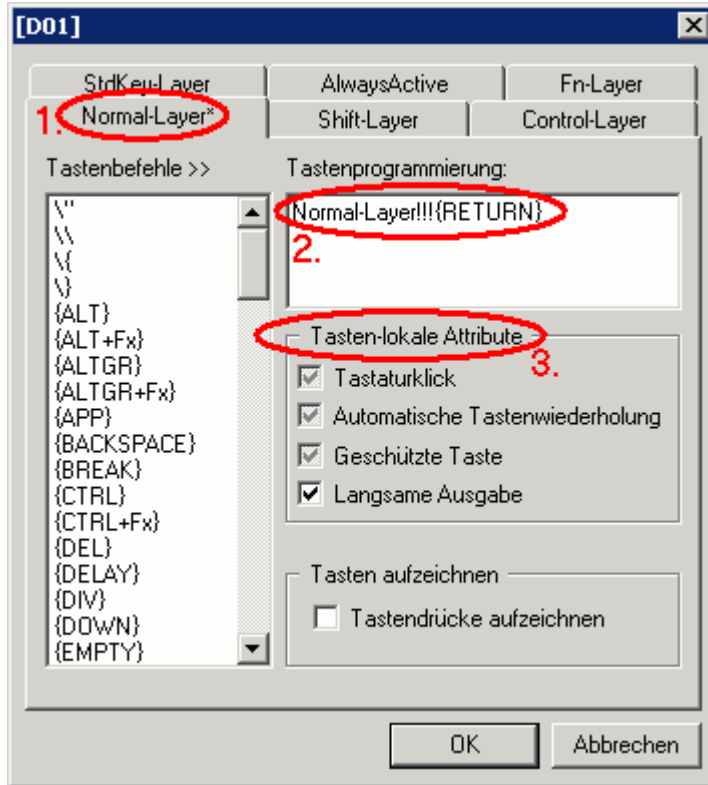 [D01]
StdKey-Layer
AlwaysActive
Fn-Layer
1.
Normal-Layer*
Shift-Layer
Control-Layer
Tastenbefehle >>
\"
\\
\{
\}
{ALT}
{ALT+Fx}
{ALTGR}
{ALTGR+Fx}
{APP}
{BACKSPACE}
{BREAK}
{CTRL}
{CTRL+Fx}
{DEL}
{DELAY}
{DIV}
{DOWN}
{EMPTY}
Tastenprogrammierung:
Normal-Layer!!!{RETURN}
2.
Tasten-lokale Attribute
3.
Tastaturklick
Automatische Tastenwiederholung
Geschützte Taste
Langsame Ausgabe
Tasten aufzeichnen
Tastendrücke aufzeichnen
OK
Abbrechen